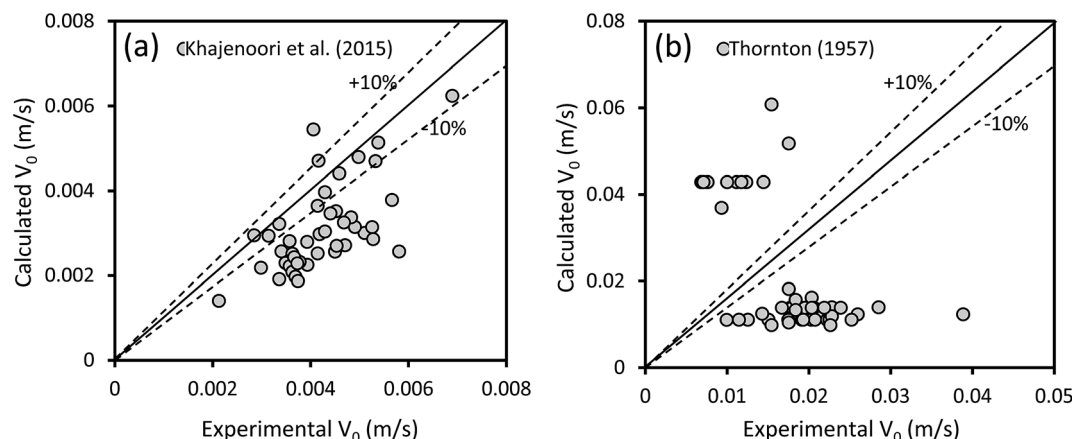 (a) Khajenoori et al. (2015)
+10%
-10%
0.008
0.006
0.004
0.002
0
0 0.002 0.004 0.006 0.008
Calculated V0 (m/s)
Experimental V0 (m/s)
(b) Thornton (1957)
+10%
-10%
0.08
0.06
0.04
0.02
0
0 0.01 0.02 0.03 0.04 0.05
Calculated V0 (m/s)
Experimental V0 (m/s)